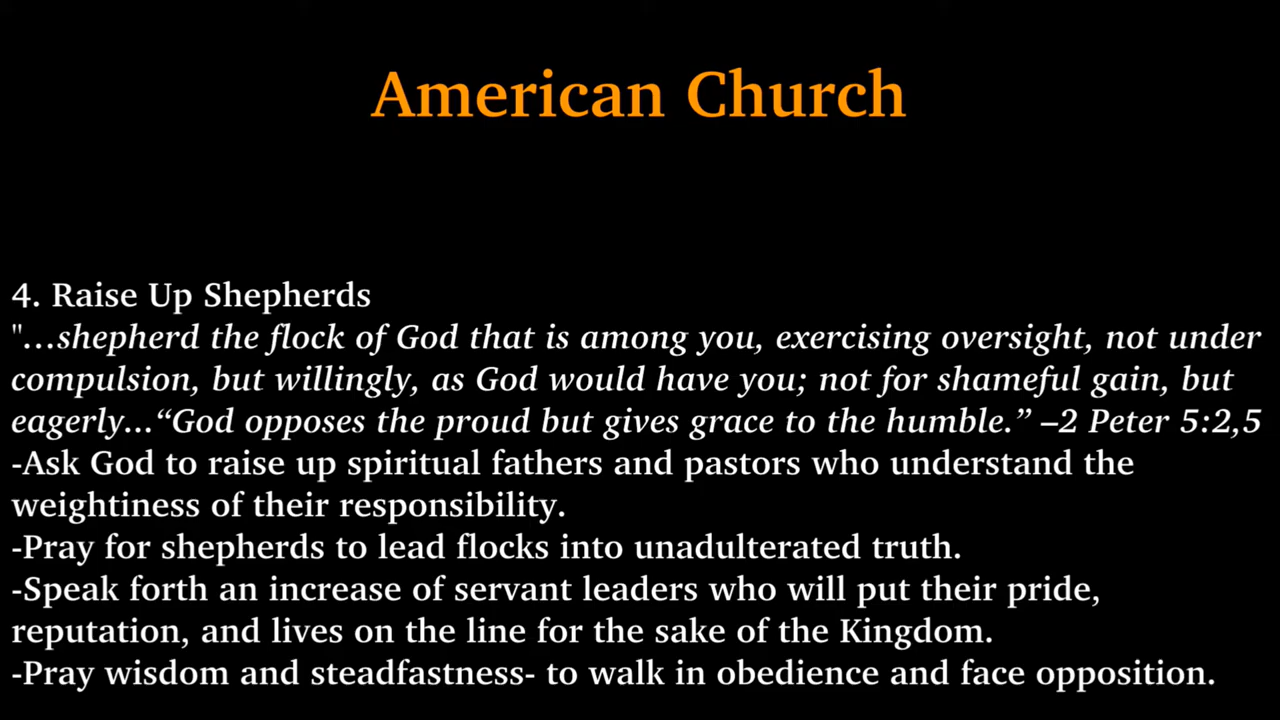 American Church
4. Raise Up Shepherds
"...shepherd the flock of God that is among you, exercising oversight, not under
compulsion, but willingly, as God would have you; not for shameful gain, but
eagerly...“God opposes the proud but gives grace to the humble.” –2 Peter 5:2,5
-Ask God to raise up spiritual fathers and pastors who understand the
weightiness of their responsibility.
-Pray for shepherds to lead flocks into unadulterated truth.
-Speak forth an increase of servant leaders who will put their pride,
reputation, and lives on the line for the sake of the Kingdom.
-Pray wisdom and steadfastness- to walk in obedience and face opposition.